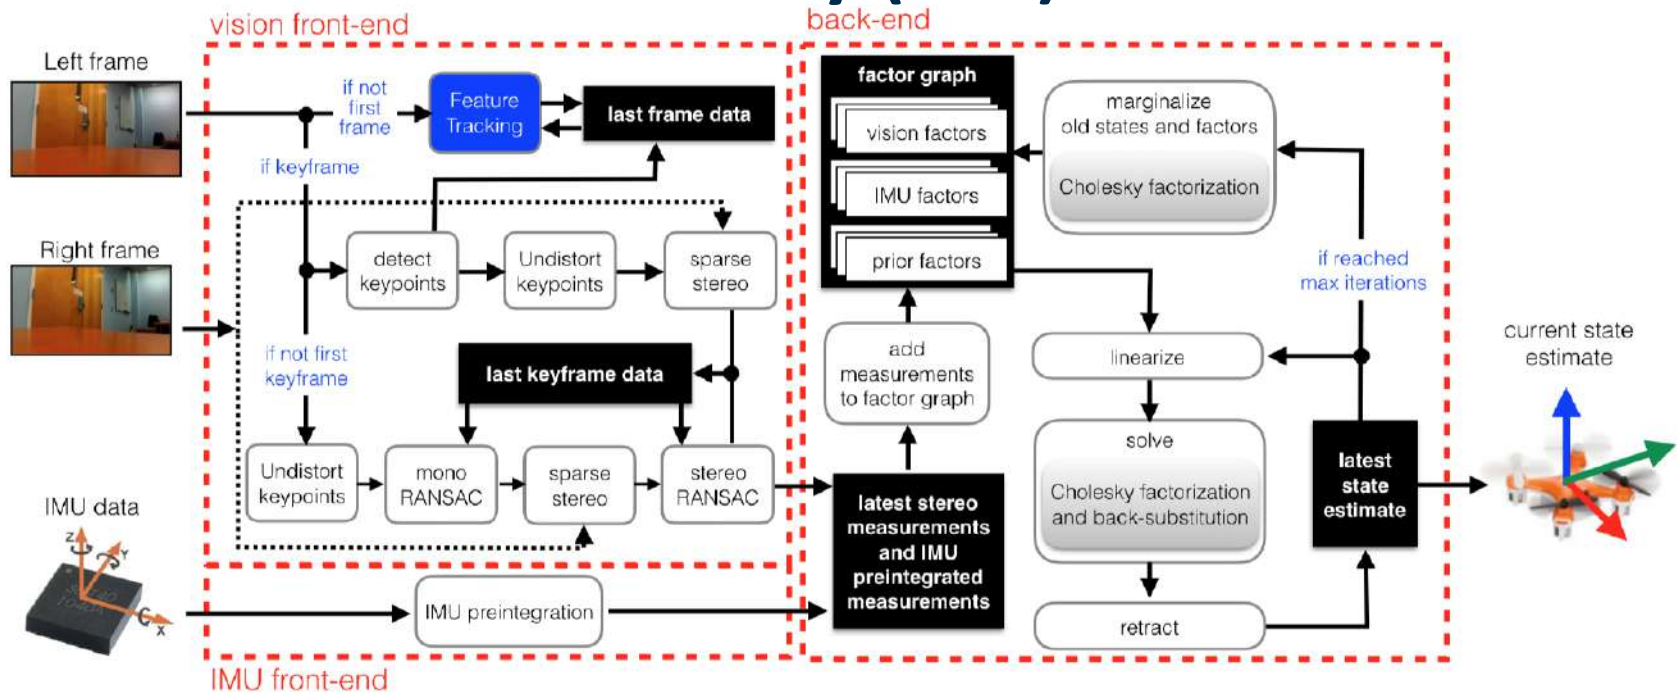 vision front-end
back-end
Left frame
if not
first
frame
Feature
Tracking
last frame data
if keyframe
Right frame
detect
keypoints
Undistort
keypoints
sparse
stereo
if not first
keyframe
last keyframe data
Undistort
keypoints
mono
RANSAC
sparse
stereo
stereo
RANSAC
IMU data
Z
Y
X
IMU preintegration
IMU front-end
factor graph
vision factors
IMU factors
prior factors
marginalize
old states and factors
Cholesky factorization
if reached
max iterations
add
measurements
to factor graph
linearize
solve
Cholesky factorization
and back-substitution
retract
latest stereo
measurements
and IMU
preintegrated
measurements
latest
state
estimate
current state
estimate